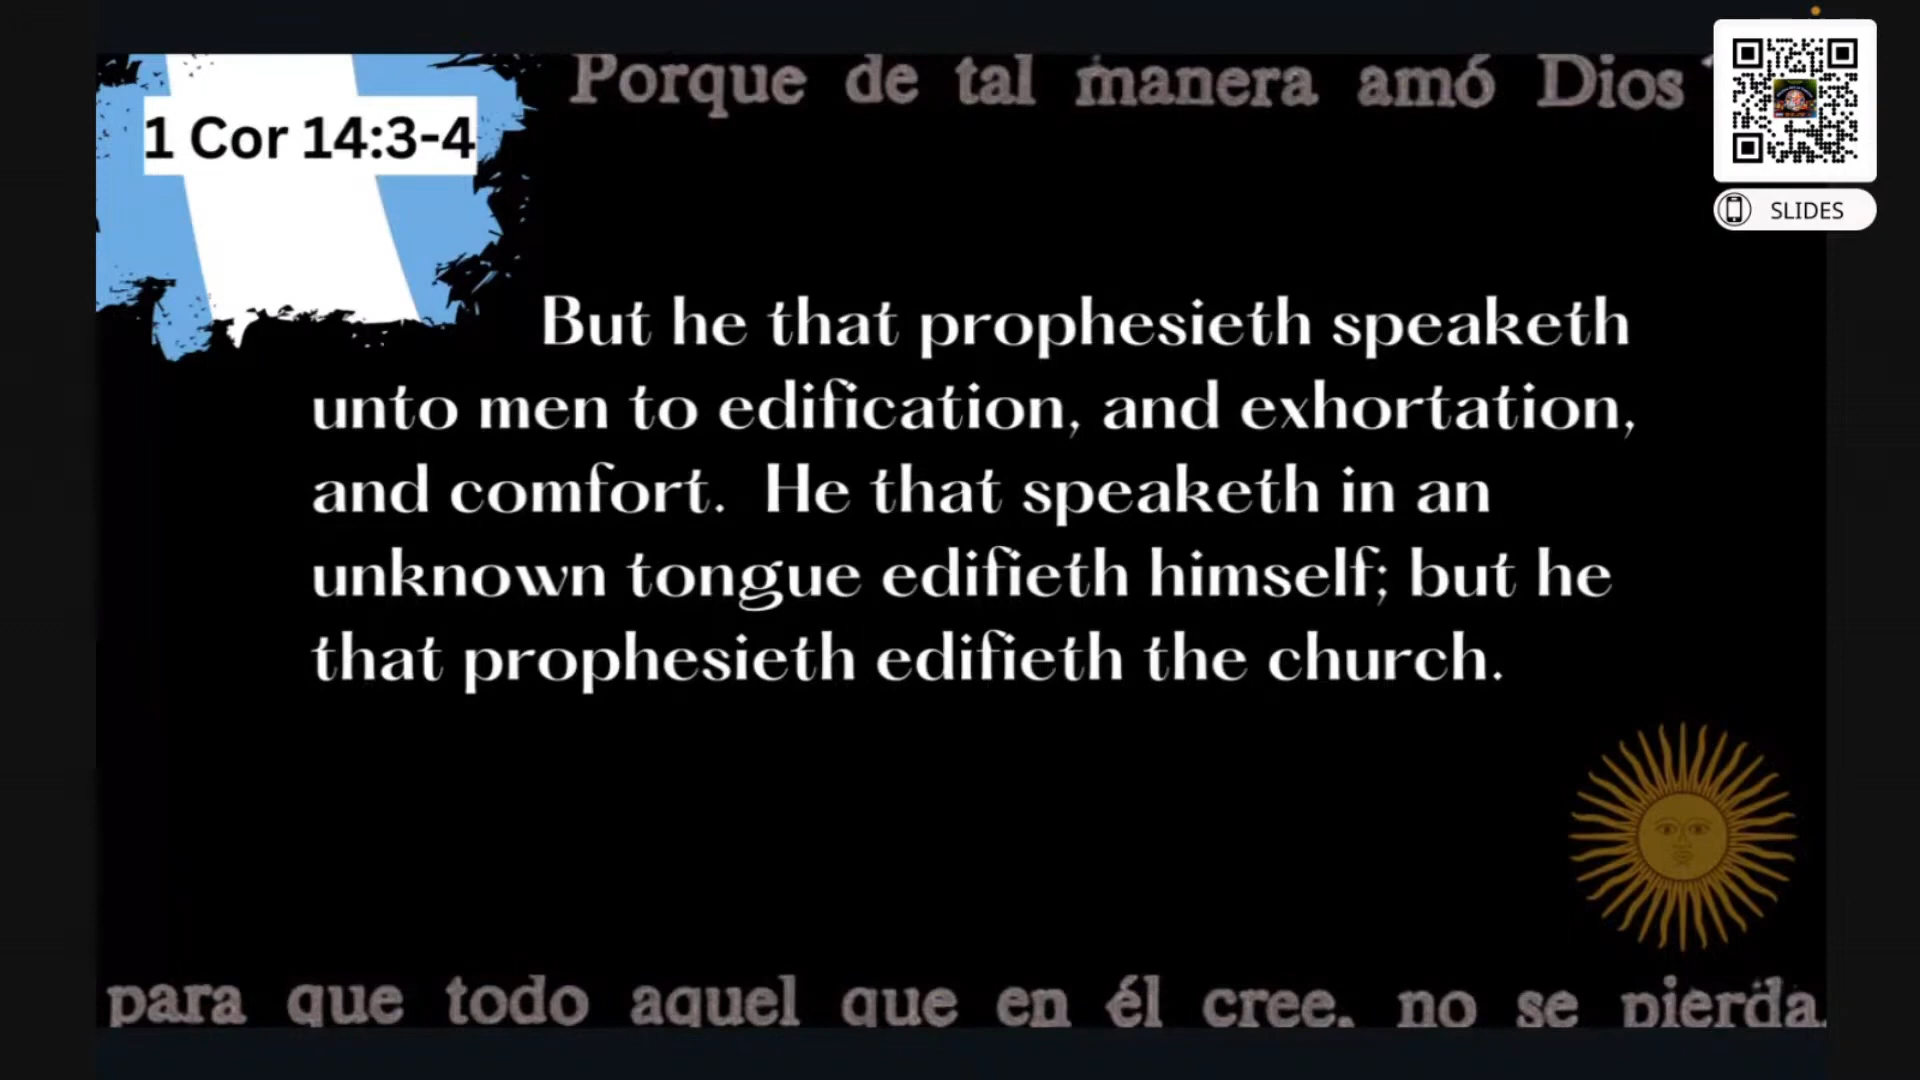 Porque de tal manera amó Dios
1 Cor 14:3-4
SLIDES
But he that prophesieth speaketh
unto men to edification, and exhortation,
and comfort. He that speaketh in an
unknown tongue edifieth himself; but he
that prophesieth edifieth the church.
para que todo aquel que en él cree, no se pierda,